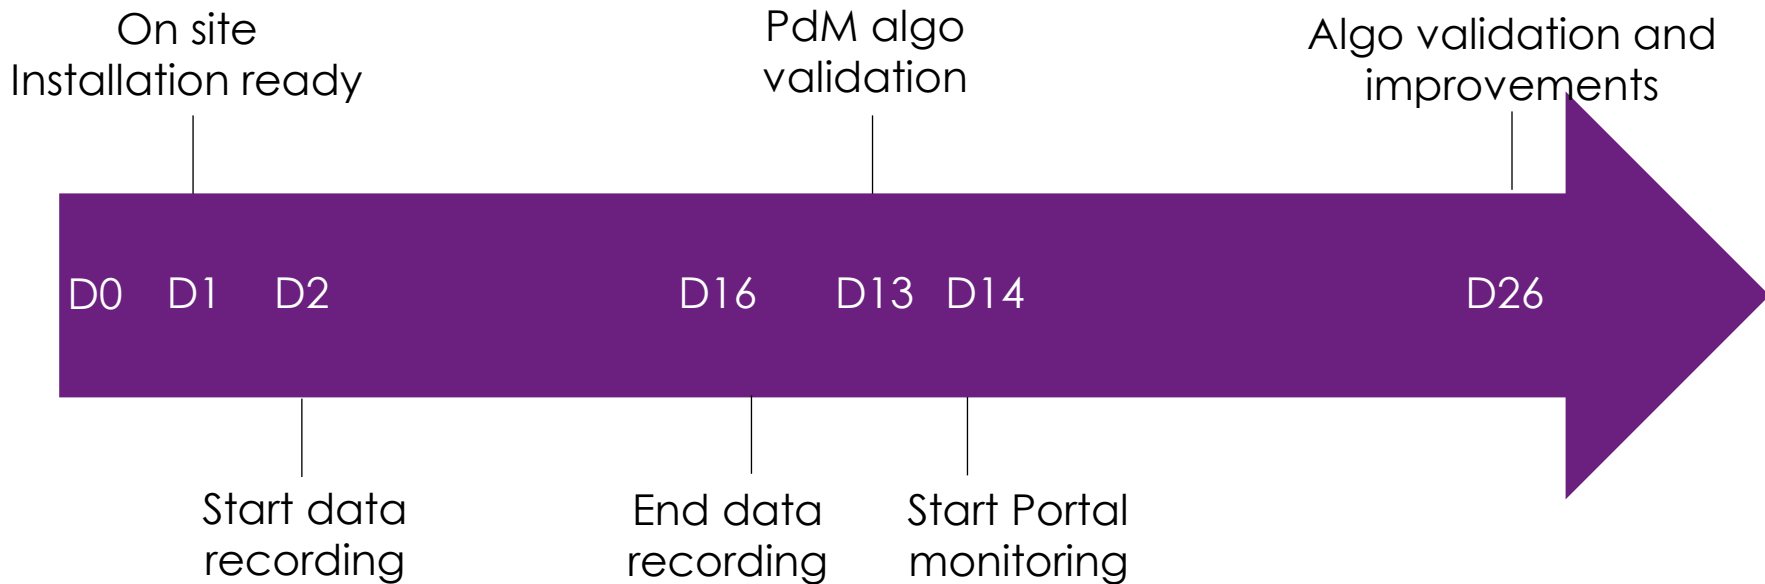 On site
Installation ready
PdM algo
validation
Algo validation and
improvements
D0 D1 D2 D16 D13 D14 D26
Start data
recording
End data
recording
Start Portal
monitoring